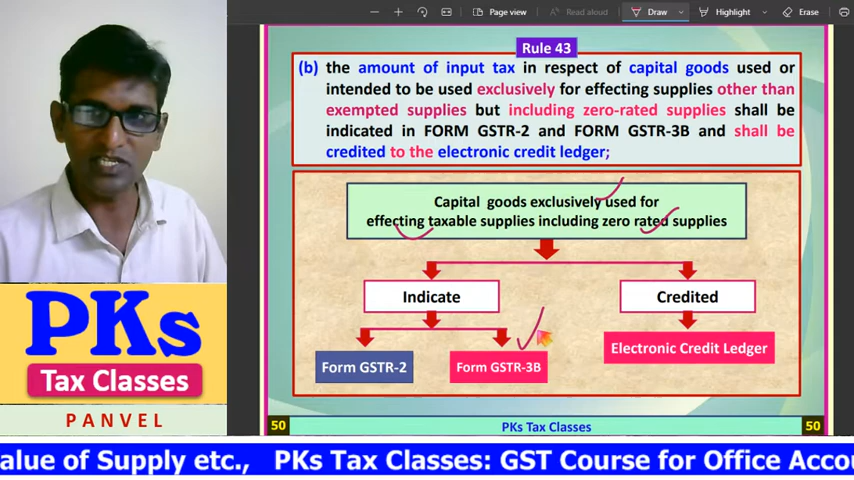 Page view
Read aloud
Draw
Highlight
Erase
Rule 43
(b) the amount of input tax in respect of capital goods used or
intended to be used exclusively for effecting supplies other than
exempted supplies but including zero-rated supplies shall be
indicated in FORM GSTR-2 and FORM GSTR-3B and shall be
credited to the electronic credit ledger;
Capital goods exclusively used for
effecting taxable supplies including zero rated supplies
Indicate
Credited
Form GSTR-2
Form GSTR-3B
Electronic Credit Ledger
50
PKs Tax Classes
50
PKs
Tax Classes
PANVEL
alue of Supply etc., PKs Tax Classes: GST Course for Office Accou